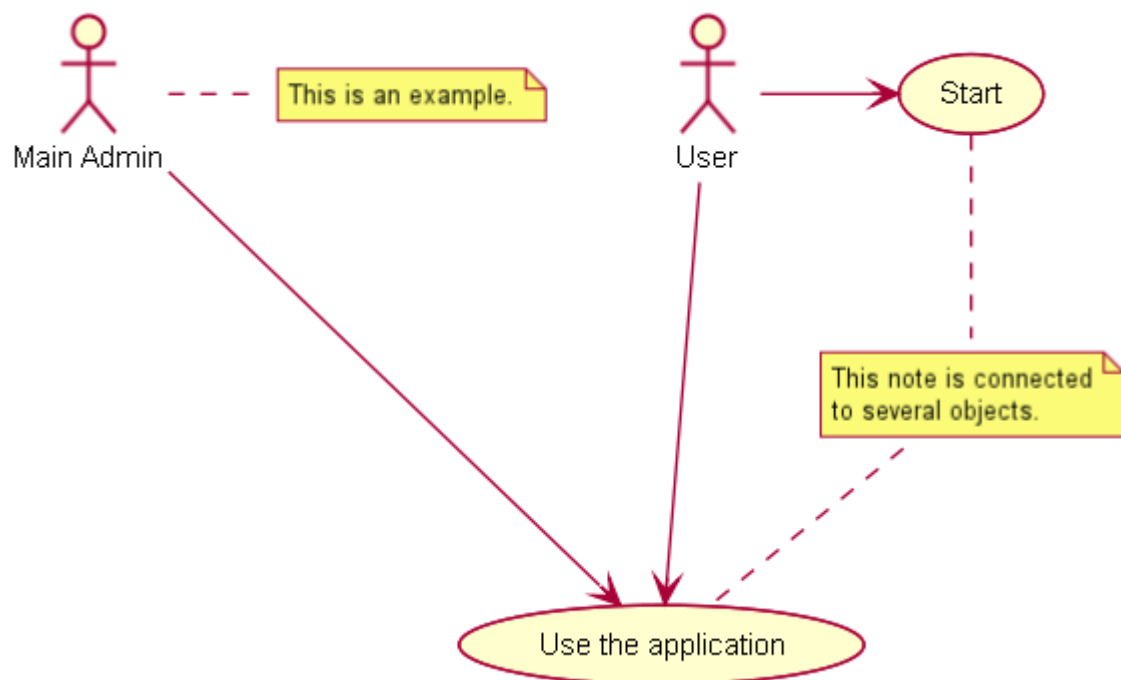 This is an example.
Start
Main Admin
User
This note is connected
to several objects.
Use the application